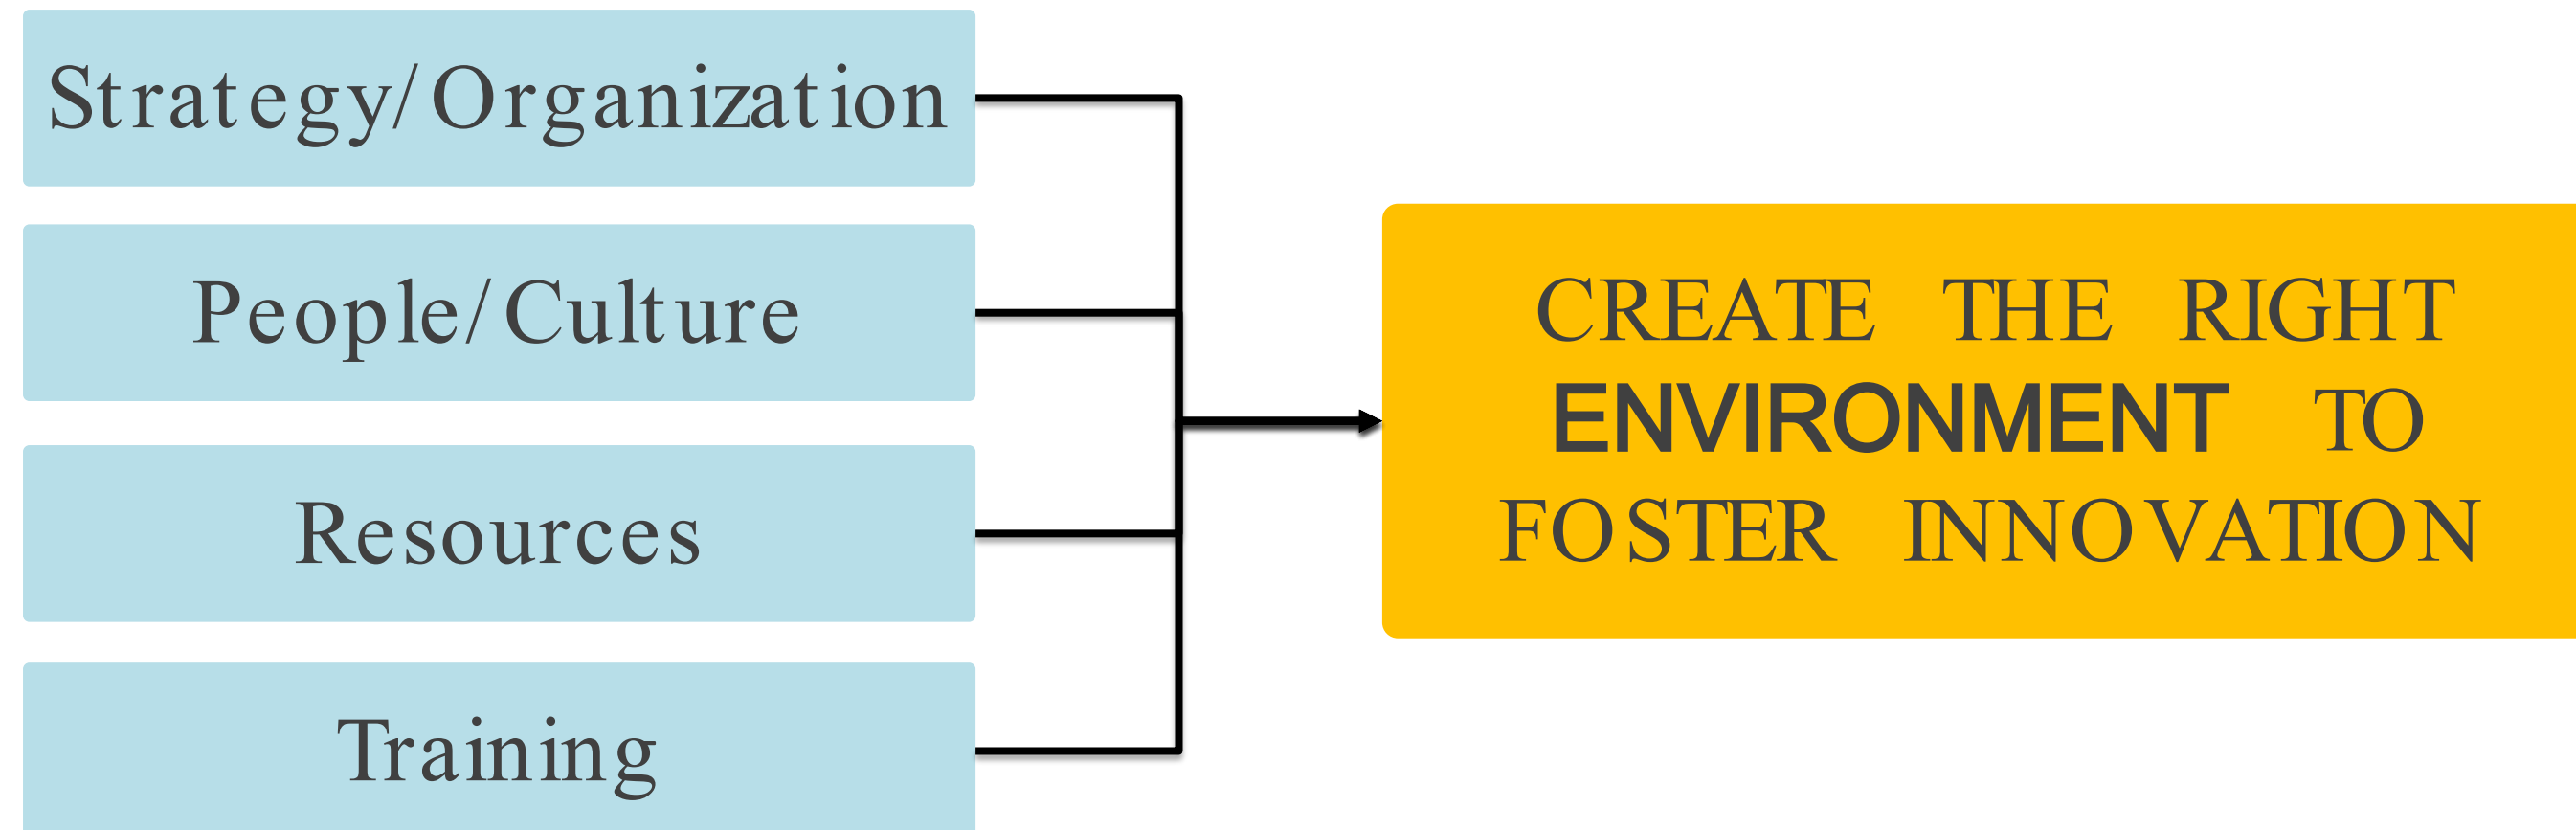 Strategy/Organization
People/Culture
Resources
Training
CREATE THE RIGHT
ENVIRONMENT TO
FOSTER INNOVATION